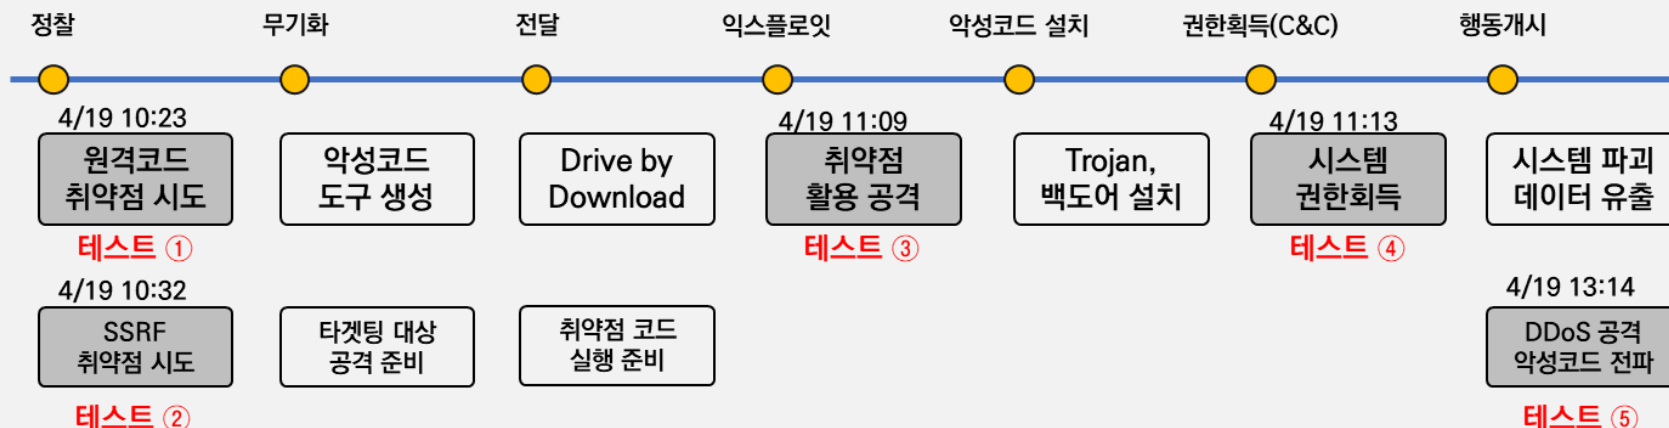 정찰
무기화
전달
익스플로잇
악성코드 설치
권한획득(C&C)
행동개시
4/19 10:23
원격코드
취약점 시도
테스트 ①
악성코드
도구 생성
Drive by
Download
4/19 11:09
취약점
활용 공격
테스트 ③
Trojan,
백도어 설치
4/19 11:13
시스템
권한회득
테스트 ④
시스템 파괴
데이터 유출
4/19 10:32
SSRF
취약점 시도
테스트 ②
타겟팅 대상
공격 준비
취약점 코드
실행 준비
4/19 13:14
DDoS 공격
악성코드 전파
테스트 ⑤